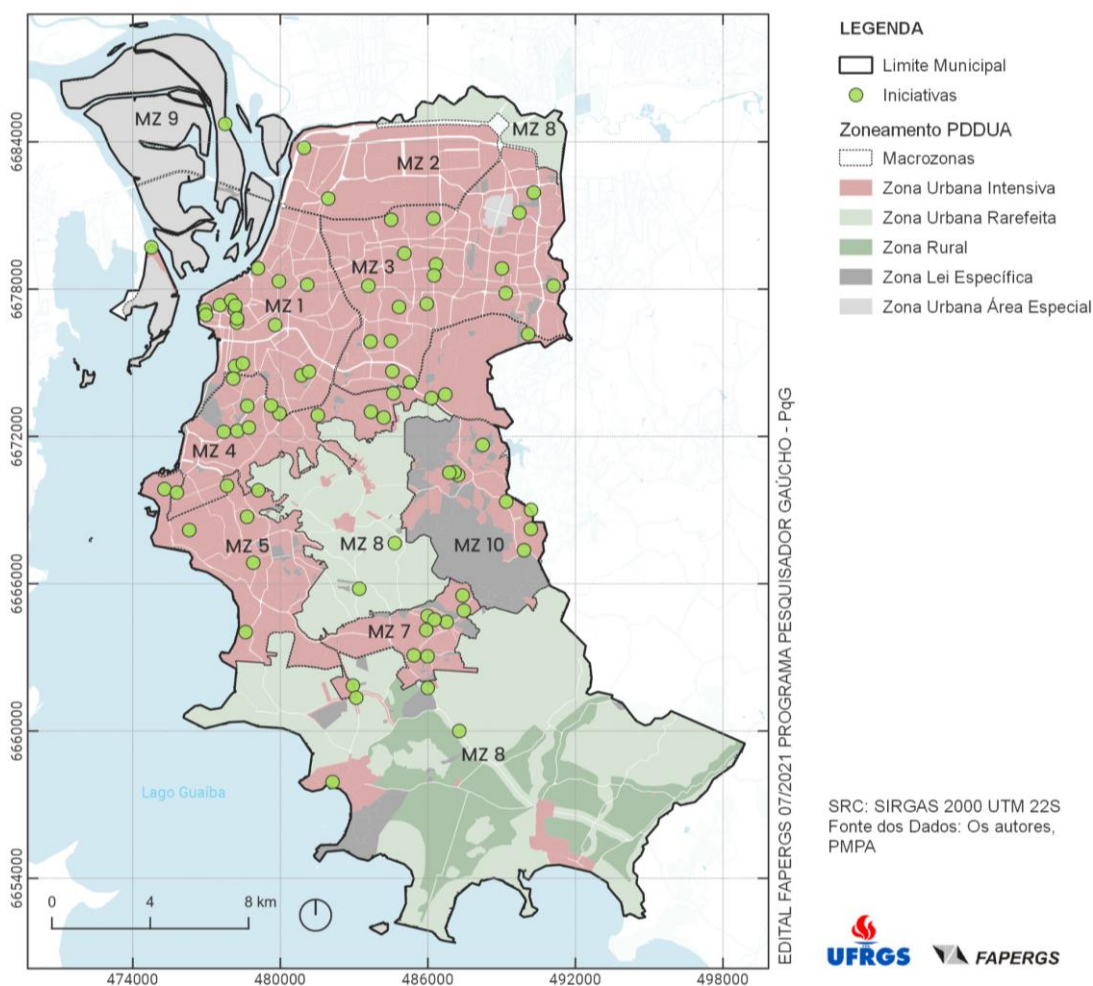 6684000
6678000
6672000
6666000
6660000
6654000
MZ 9
MZ 8
MZ 2
MZ 3
MZ 1
MZ 4
MZ 5
MZ 8
MZ 10
MZ 7
MZ 8
Lago Guaíba
0 4 8 km
474000 480000 486000 492000 498000
EDITAL FAPERGS 07/2021 PROGRAMA PESQUISADOR GAÚCHO - PqG
LEGENDA
Limite Municipal
Iniciativas
Zoneamento PDDUA
Macrozonas
Zona Urbana Intensiva
Zona Urbana Rarefeita
Zona Rural
Zona Lei Específica
Zona Urbana Área Especial
SRC: SIRGAS 2000 UTM 22S
Fonte dos Dados: Os autores,
PMPA
UFRGS
FAPERGS